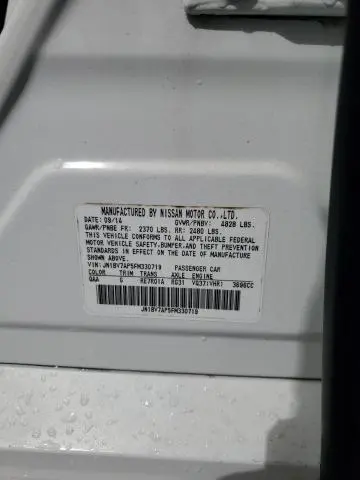 MANUFACTURED BY NISSAN MOTOR CO.,LTD.
DATE: 09/14 GVWR/PNBV: 4828 LBS.
GAWR/PNBE FR: 2370 LBS. RR: 2480 LBS.
THIS VEHICLE CONFORMS TO ALL APPLICABLE FEDERAL
MOTOR VEHICLE SAFETY,BUMPER,AND THEFT PREVENTION
STANDARDS IN EFFECT ON THE DATE OF MANUFACTURE
SHOWN ABOVE.
VIN: JN1BV7AP5FM330719 PASSENGER CAR
COLOR TRIM TRANS AXLE ENGINE
QAA G RE7R01A RG31 VQ37(VHR) 3696CC
JN1BV7AP5FM330719